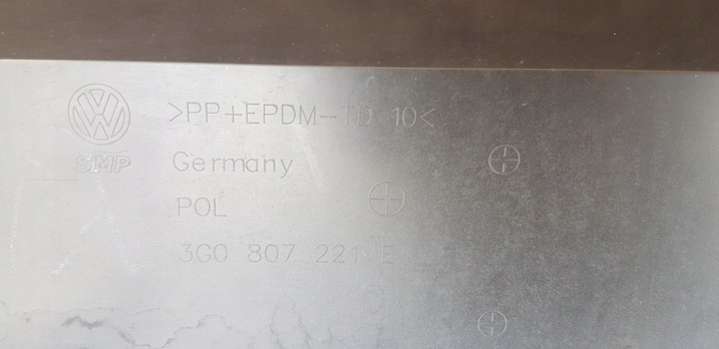 >PP+EPDM-TD 10<
SMP
Germany
POL
3G0 807 221 E